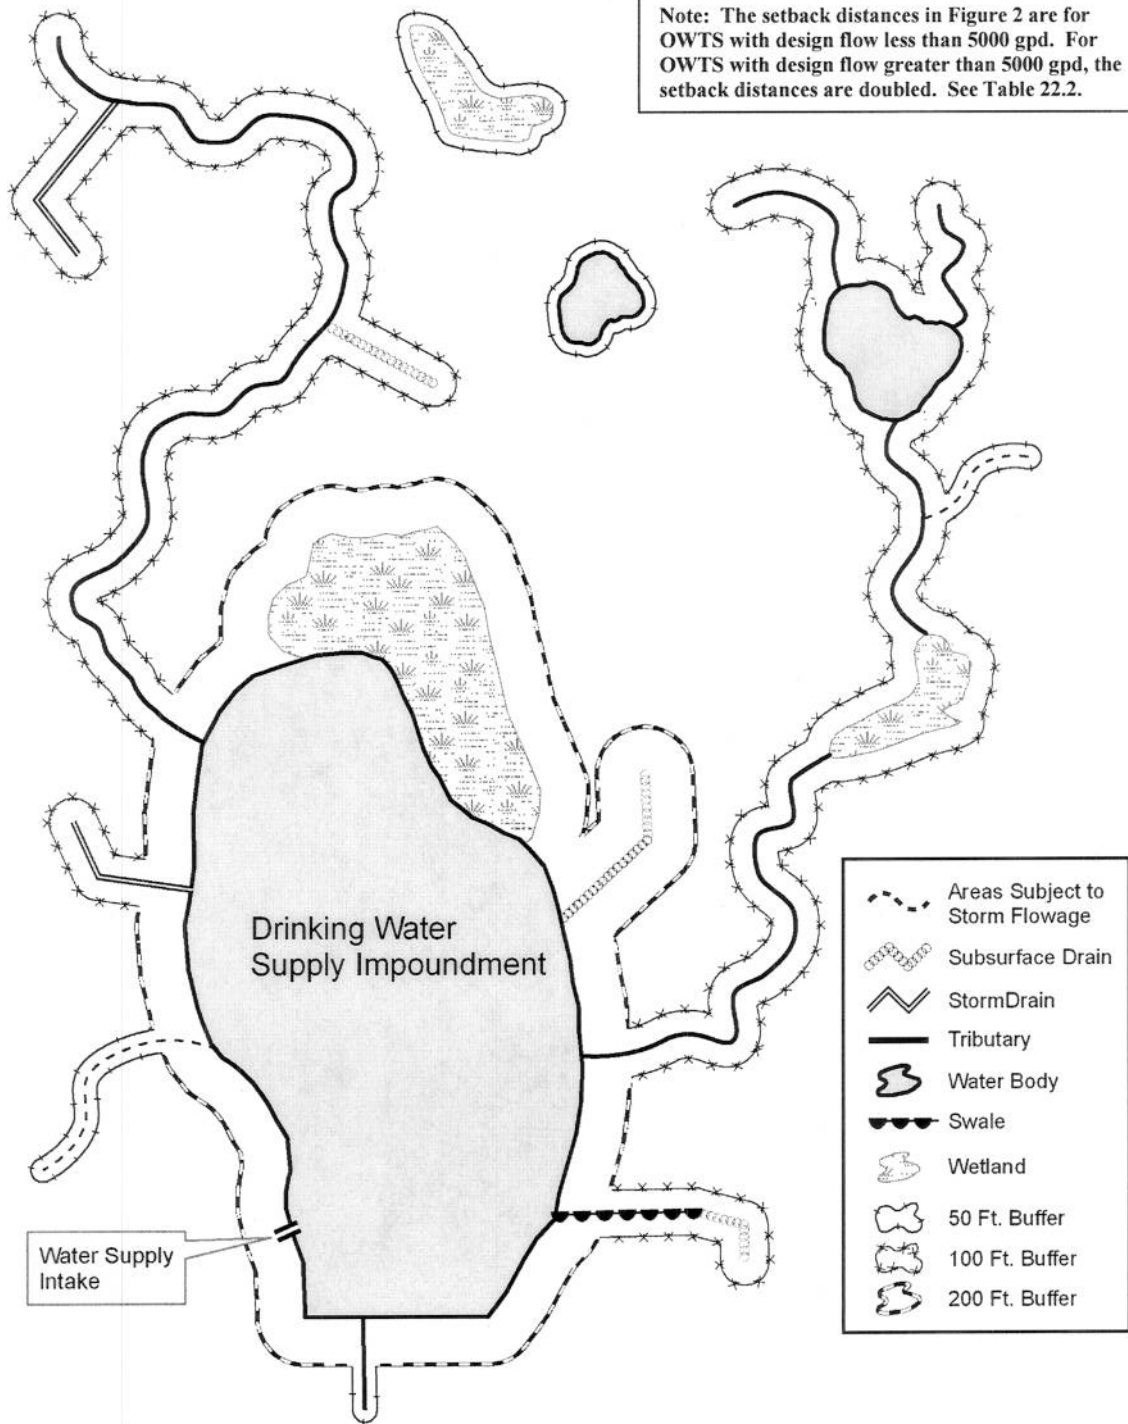 Note: The setback distances in Figure 2 are for
OWTS with design flow less than 5000 gpd. For
OWTS with design flow greater than 5000 gpd, the
setback distances are doubled. See Table 22.2.
Drinking Water
Supply Impoundment
Water Supply
Intake
Areas Subject to
Storm Flowage
Subsurface Drain
StormDrain
Tributary
Water Body
Swale
Wetland
50 Ft. Buffer
100 Ft. Buffer
200 Ft. Buffer